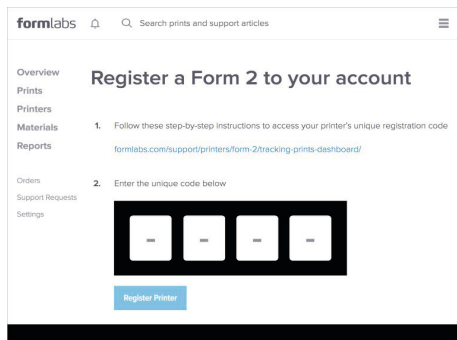 formlabs
Search prints and support articles
Overview
Prints
Printers
Materials
Reports
Orders
Support Requests
Settings
Register a Form 2 to your account
1. Follow these step-by-step instructions to access your printer's unique registration code
formlabs.com/support/printers/form-2/tracking-prints-dashboard/
2. Enter the unique code below
- - - -
Register Printer